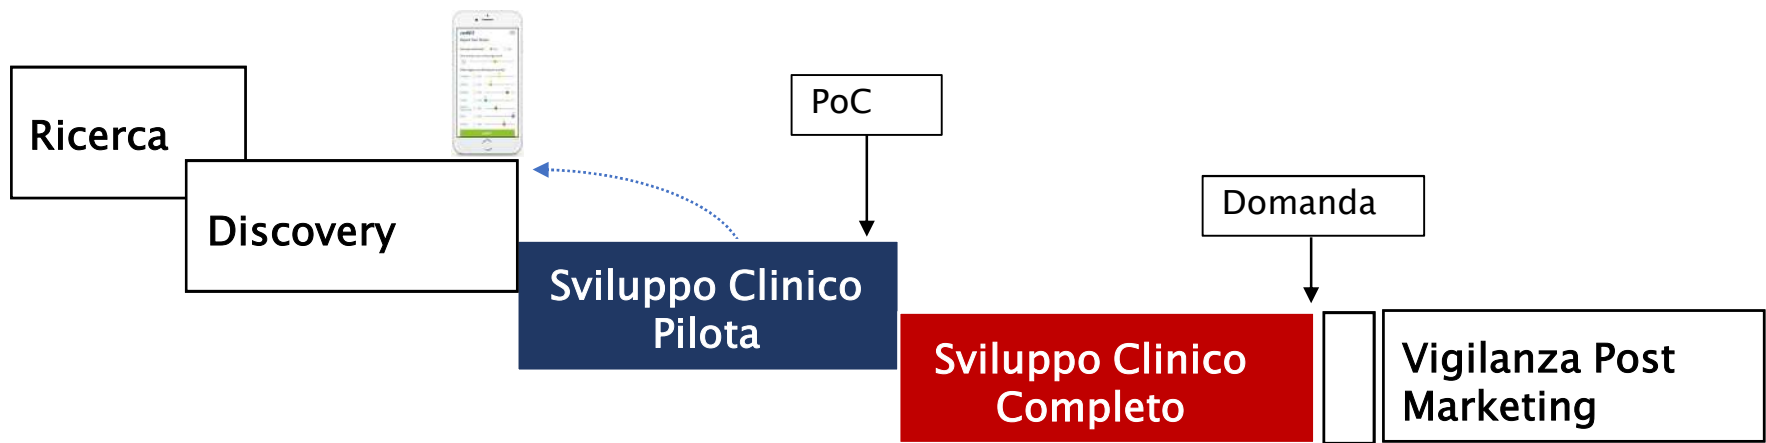 Ricerca
Discovery
PoC
Sviluppo Clinico
Pilota
Domanda
Sviluppo Clinico
Completo
Vigilanza Post
Marketing